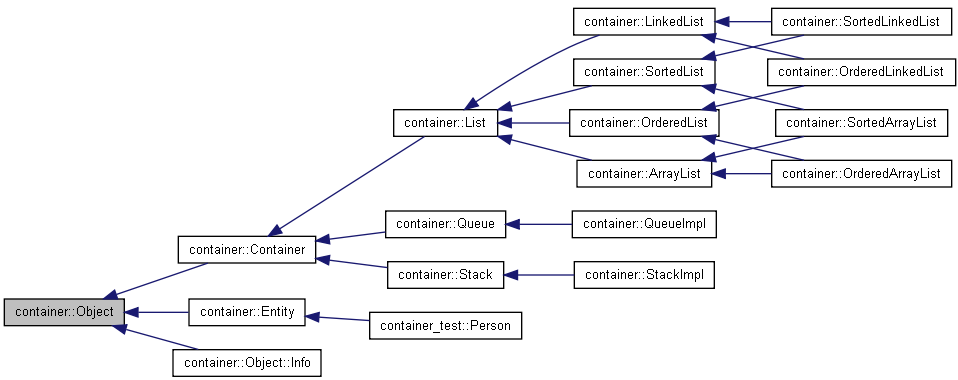 container::LinkedList
container::SortedLinkedList
container::SortedList
container::OrderedLinkedList
container::List
container::OrderedList
container::SortedArrayList
container::ArrayList
container::OrderedArrayList
container::Queue
container::QueueImpl
container::Container
container::Stack
container::StackImpl
container::Object
container::Entity
container_test::Person
container::Object::Info